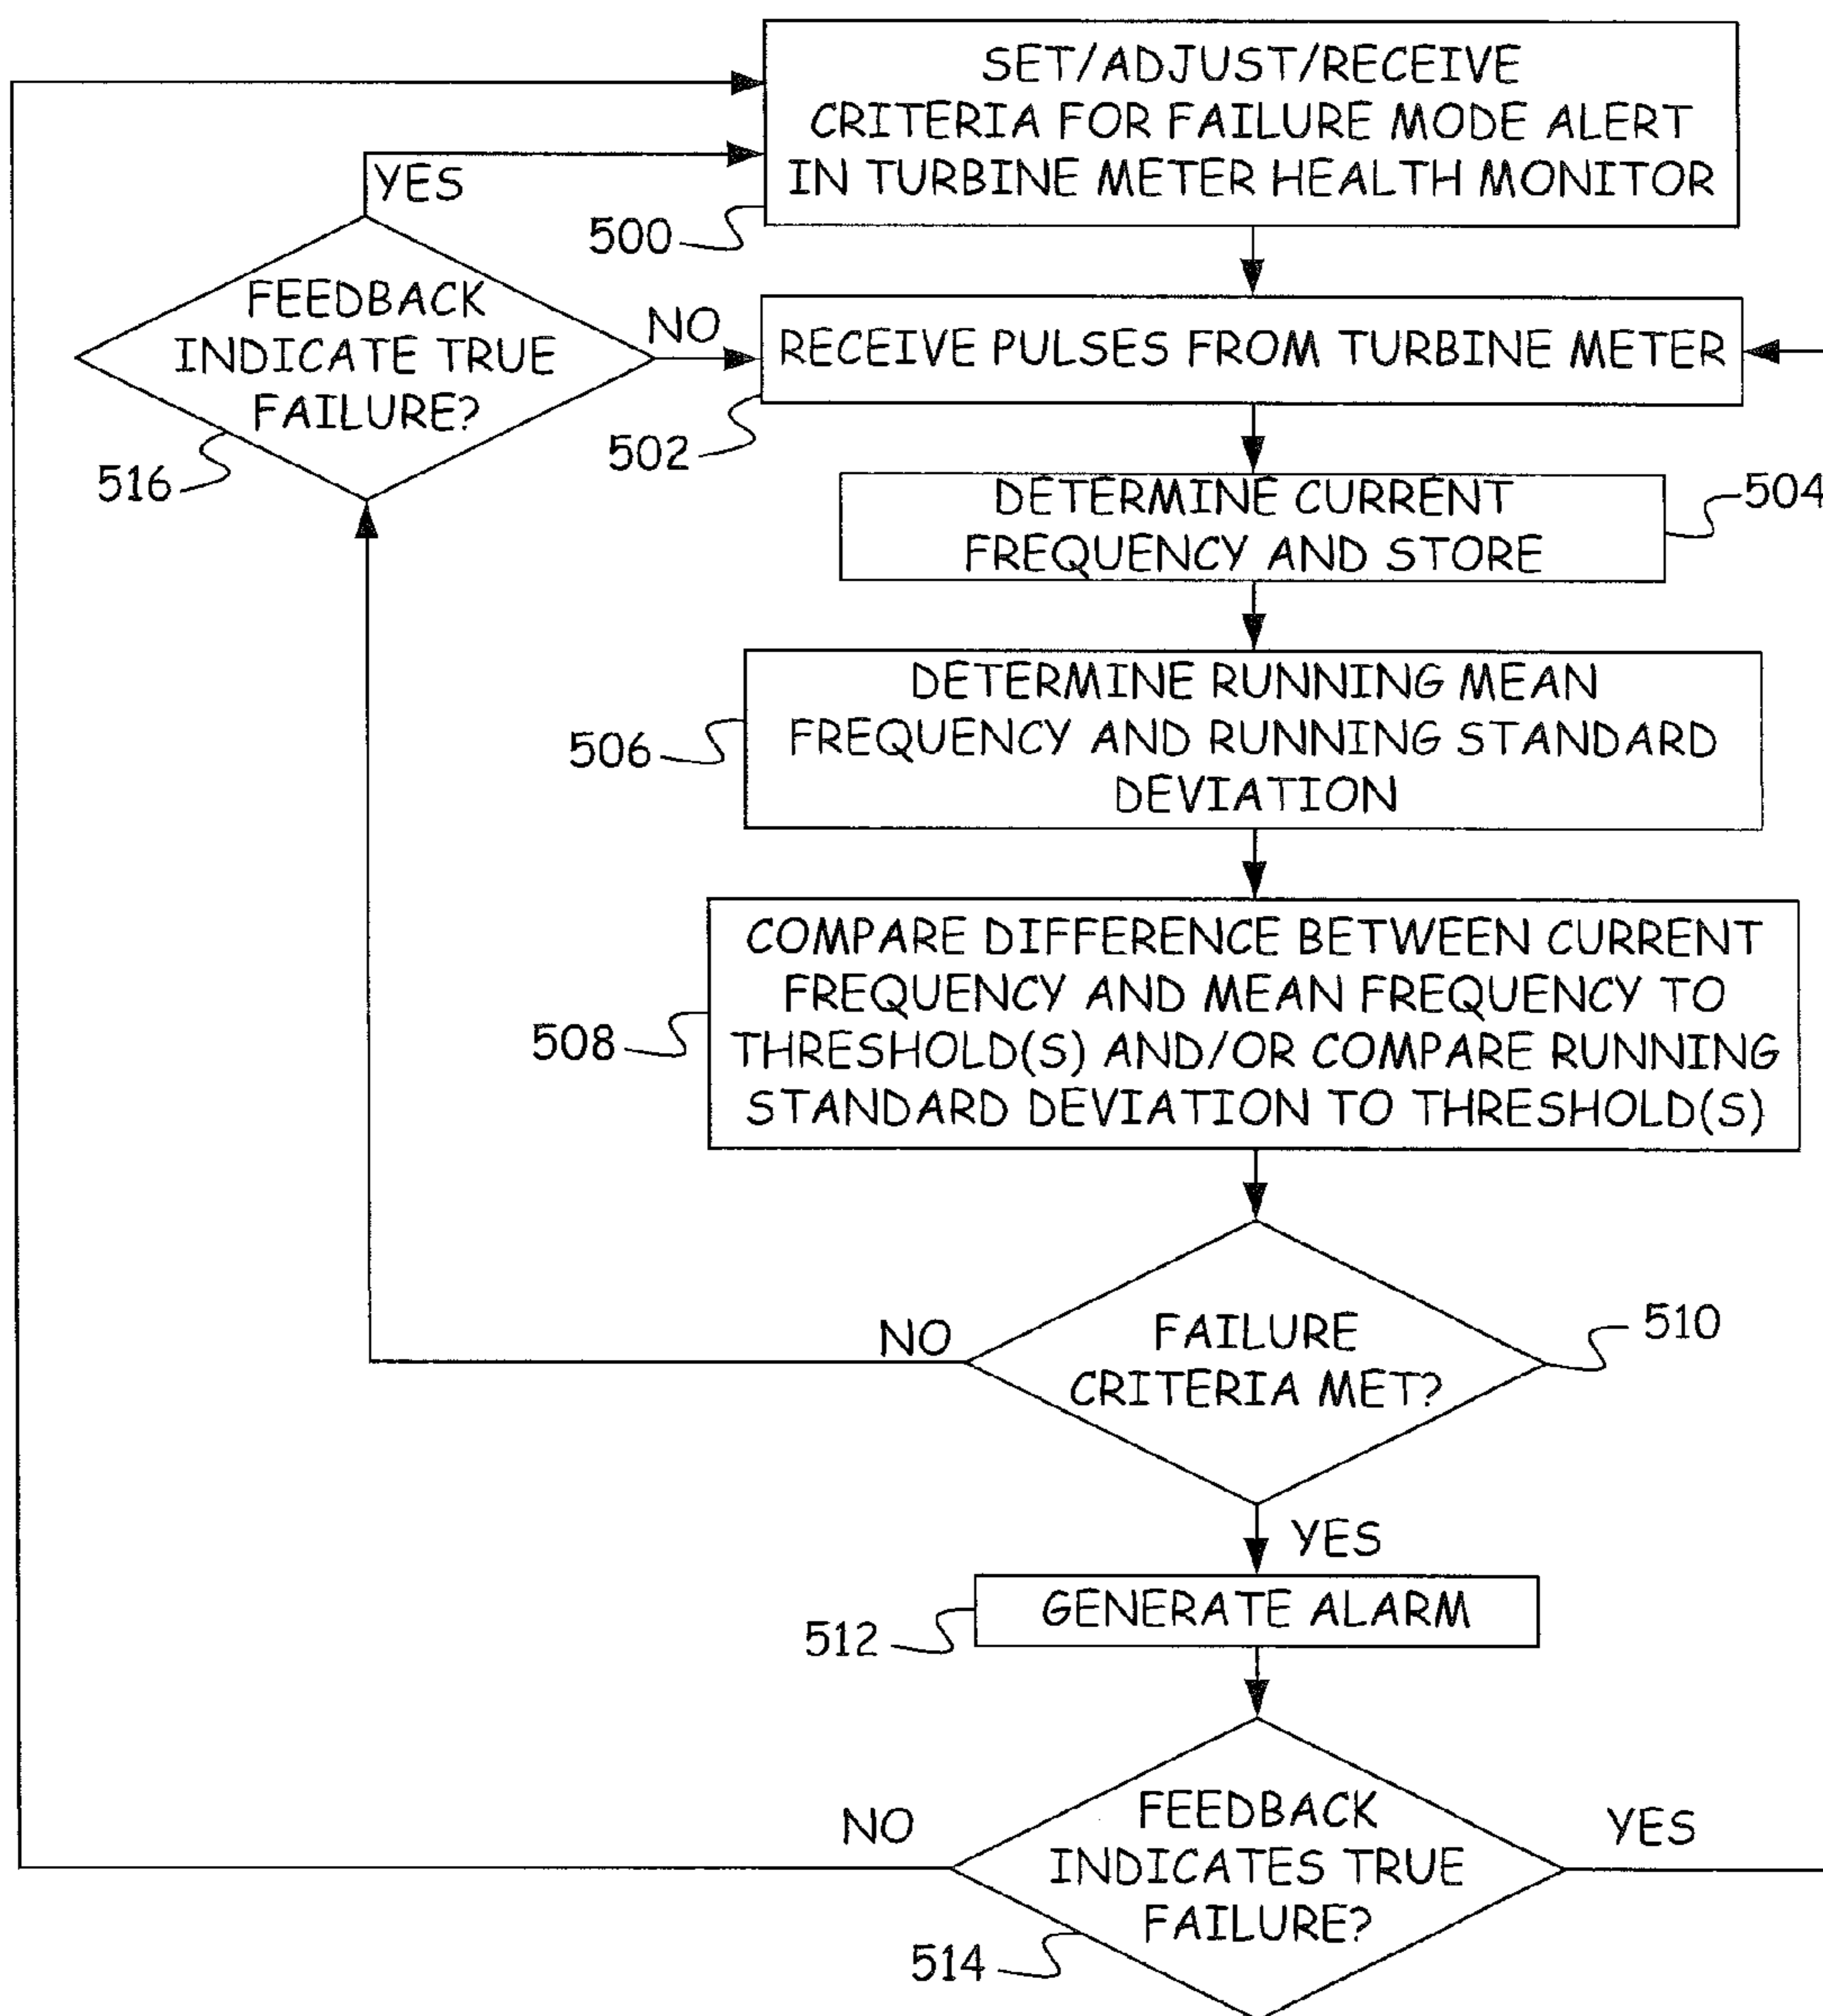 SET/ADJUST/RECEIVE
CRITERIA FOR FAILURE MODE ALERT
IN TURBINE METER HEALTH MONITOR
500
YES
FEEDBACK
INDICATE TRUE
FAILURE?
516
NO
RECEIVE PULSES FROM TURBINE METER
502
DETERMINE CURRENT
FREQUENCY AND STORE
504
DETERMINE RUNNING MEAN
FREQUENCY AND RUNNING STANDARD
DEVIATION
506
COMPARE DIFFERENCE BETWEEN CURRENT
FREQUENCY AND MEAN FREQUENCY TO
THRESHOLD(S) AND/OR COMPARE RUNNING
STANDARD DEVIATION TO THRESHOLD(S)
508
FAILURE
CRITERIA MET?
510
NO
YES
GENERATE ALARM
512
FEEDBACK
INDICATES TRUE
FAILURE?
514
NO
YES